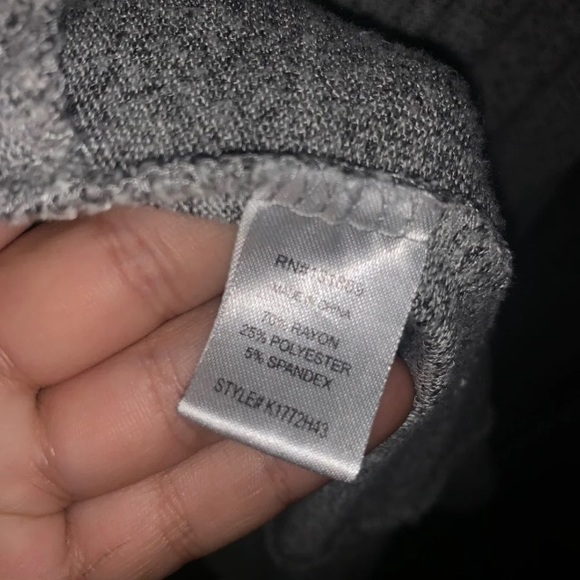 MADE IN CHINA
70% RAYON
25% POLYESTER
5% SPANDEX
STYLE# K1772H43